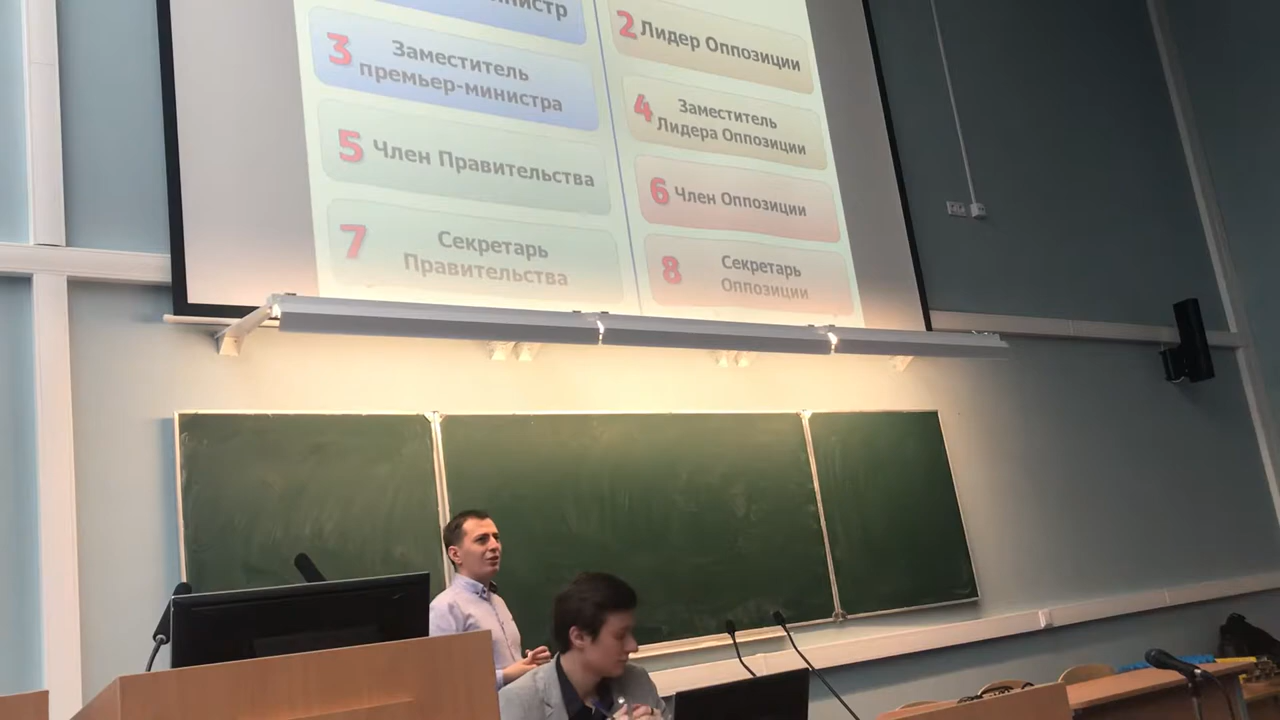 2 Лидер Оппозиции
3 Заместитель
премьер-министра
4 Заместитель
Лидера Оппозиции
5 Член Правительства
6 Член Оппозиции
7 Секретарь
Правительства
8 Секретарь
Оппозиции